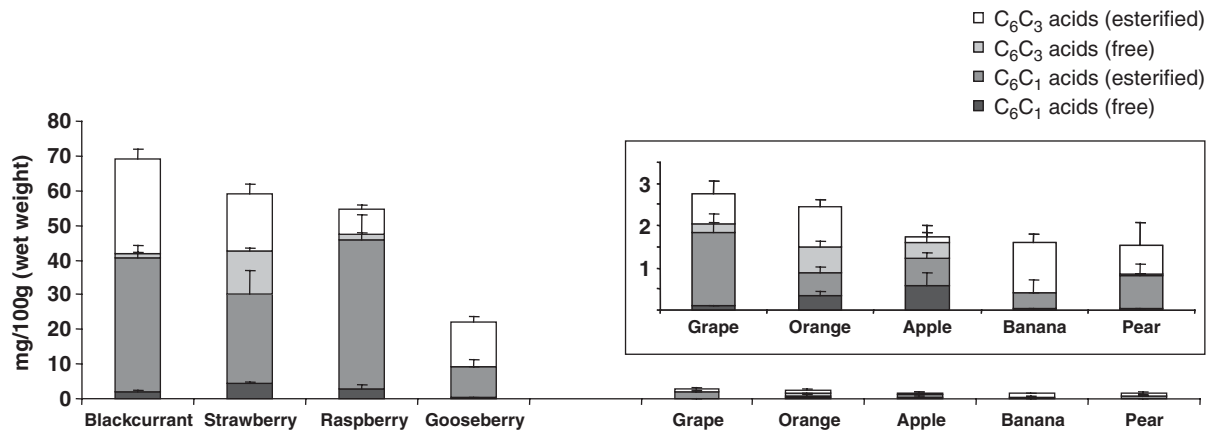 C₆C₃ acids (esterified)
C₆C₃ acids (free)
C₆C₁ acids (esterified)
C₆C₁ acids (free)
mg/100g (wet weight)
80
70
60
50
40
30
20
10
0
Blackcurrant Strawberry Raspberry Gooseberry
3
2
1
Grape Orange Apple Banana Pear
Grape Orange Apple Banana Pear